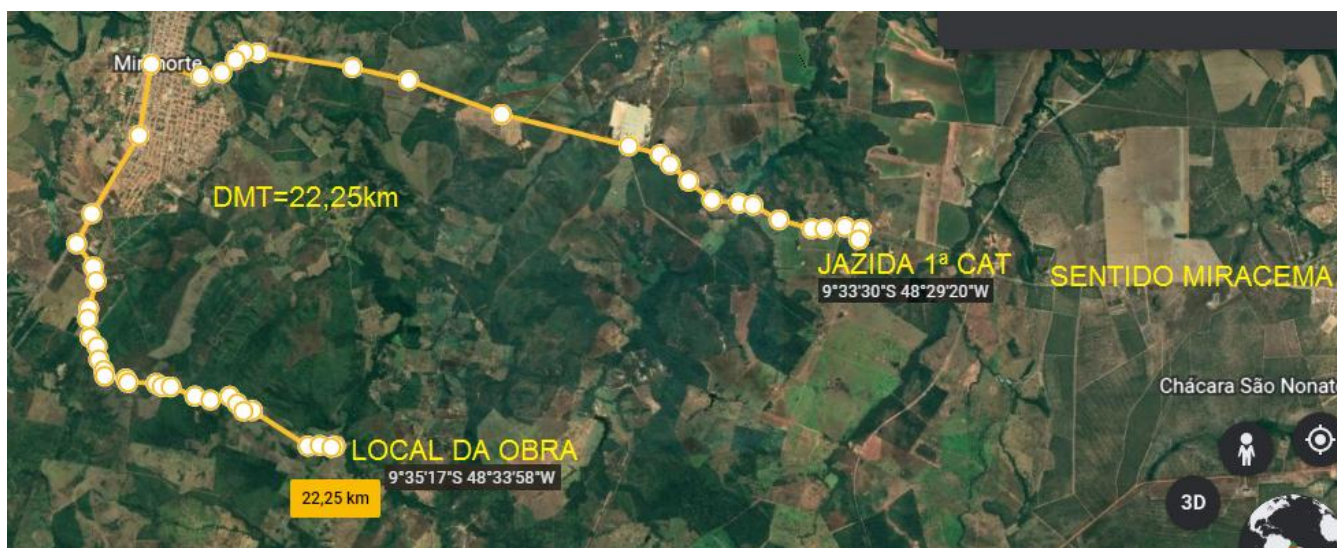 Miranorte
DMT=22,25km
JAZIDA 1ª CAT
9°33'30"S 48°29'20"W
SENTIDO MIRACEMA
Chácara São Nonat
LOCAL DA OBRA
9°35'17"S 48°33'58"W
22,25 km
3D